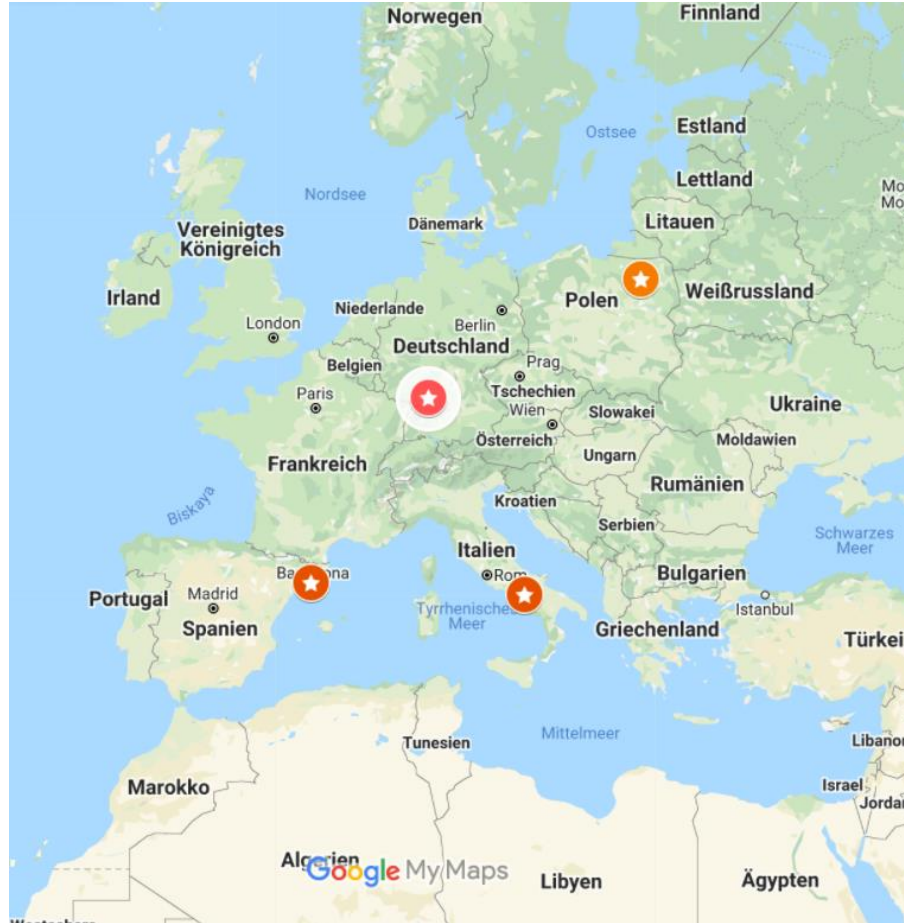 Norwegen
Finnland
Ostsee
Estland
Lettland
Nordsee
Dänemark
Litauen
Vereinigtes
Königreich
Irland
Polen
Weißrussland
Niederlande
London
Berlin
Deutschland
Belgien
Prag
Paris
Tschechien
Wien
Slowakei
Ukraine
Österreich
Moldawien
Frankreich
Ungarn
Rumänien
Kroatien
Biskaya
Serbien
Schwarzes
Meer
Italien
Rom
Bulgarien
Madrid
Portugal
Istanbul
Spanien
Tyrrhenisches
Meer
Griechenland
Türkei
Mittelmeer
Tunesien
Libanon
Israel
Marokko
Algerien
Google My Maps
Libyen
Ägypten